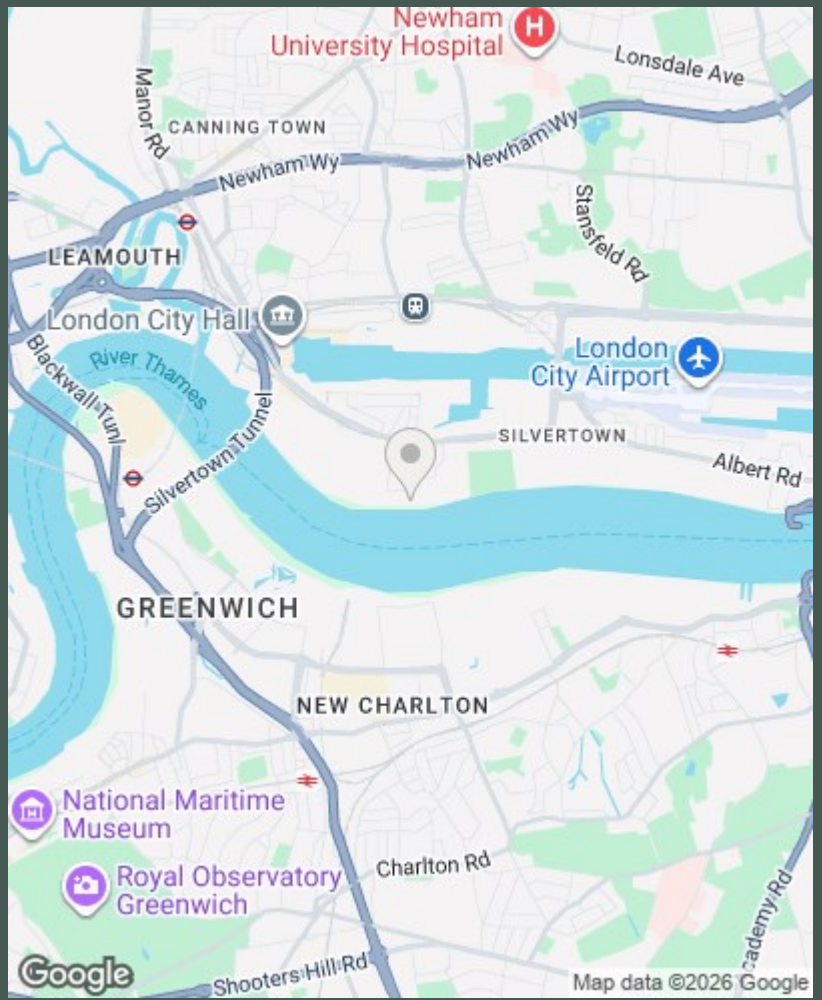 Newham
University Hospital
H
Lonsdale Ave
Manor Rd
CANNING TOWN
Newham Wy
Newham Wy
Stansfeld Rd
LEAMOUTH
London City Hall
River Thames
London
City Airport
Blackwall Tunl
Silvertown Tunnel
SILVERTOWN
Albert Rd
GREENWICH
NEW CHARLTON
National Maritime
Museum
Royal Observatory
Greenwich
Charlton Rd
cademy Rd
Shooters Hill Rd
Google
Map data ©2026 Google